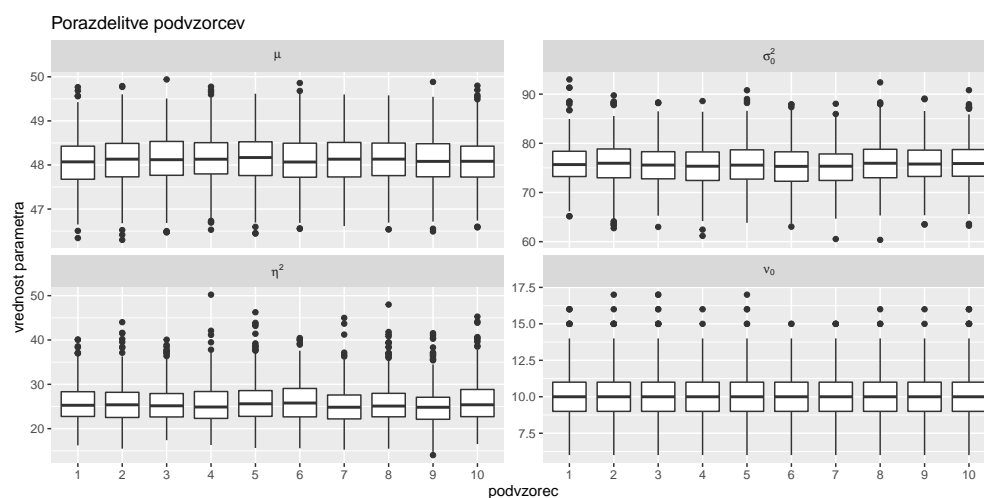 Porazdelitve podvzorcev
μ
σ₀²
50
49
48
47
90
80
70
60
η²
ν₀
50
40
30
20
17.5
15.0
12.5
10.0
7.5
1 2 3 4 5 6 7 8 9 10
1 2 3 4 5 6 7 8 9 10
podvzorec
vrednost parametra